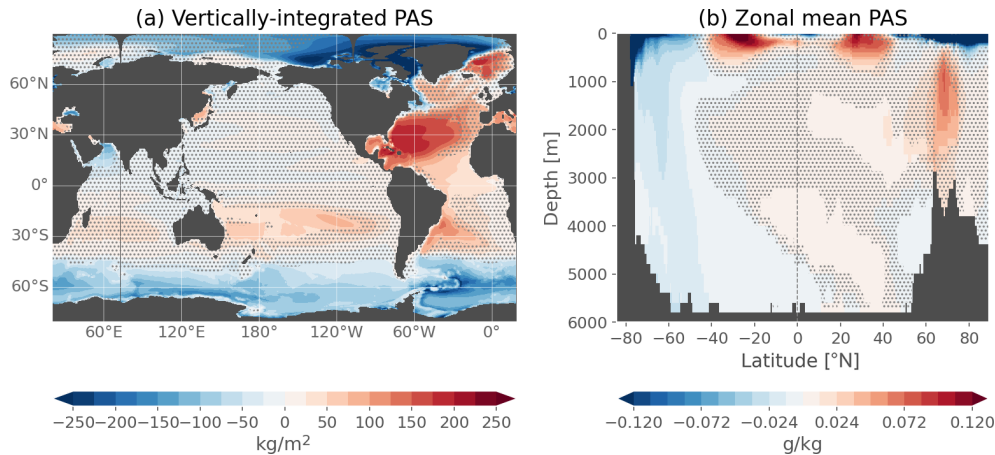 (a) Vertically-integrated PAS
60°N
30°N
0°
30°S
60°S
60°E 120°E 180° 120°W 60°W 0°
−250 −200 −150 −100 −50 0 50 100 150 200 250
kg/m²
(b) Zonal mean PAS
0
1000
2000
3000
4000
5000
6000
Depth [m]
−80 −60 −40 −20 0 20 40 60 80
Latitude [°N]
−0.120 −0.072 −0.024 0.024 0.072 0.120
g/kg